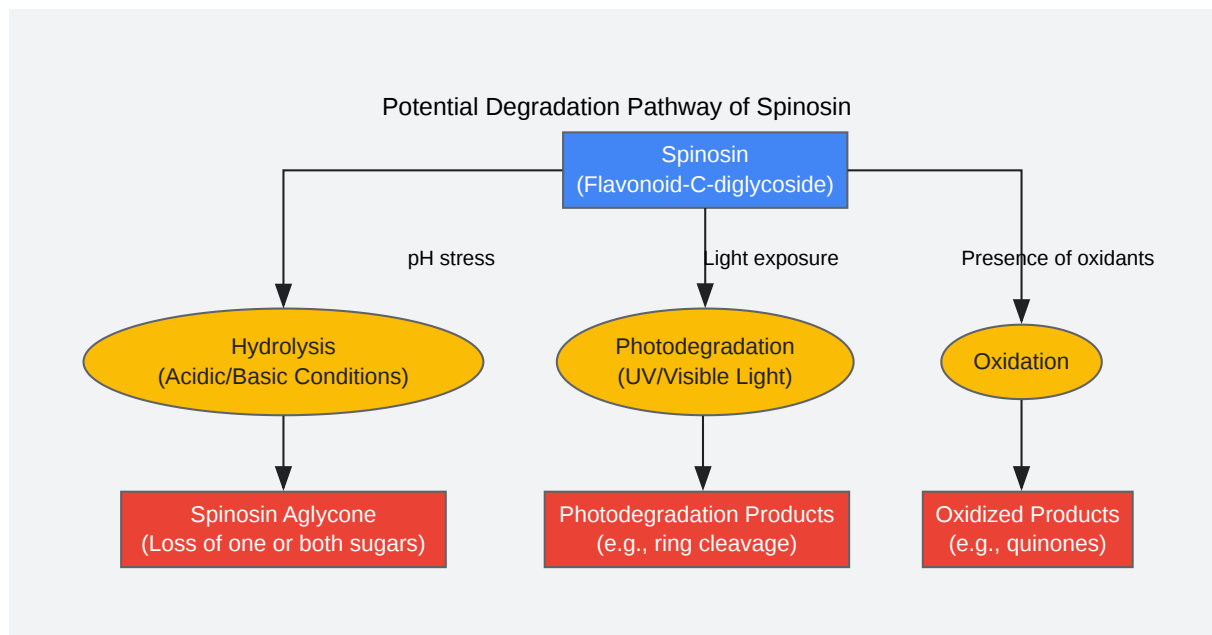 Potential Degradation Pathway of Spinosin
Spinosin
(Flavonoid-C-diglycoside)
pH stress
Light exposure
Presence of oxidants
Hydrolysis
(Acidic/Basic Conditions)
Photodegradation
(UV/Visible Light)
Oxidation
Spinosin Aglycone
(Loss of one or both sugars)
Photodegradation Products
(e.g., ring cleavage)
Oxidized Products
(e.g., quinones)